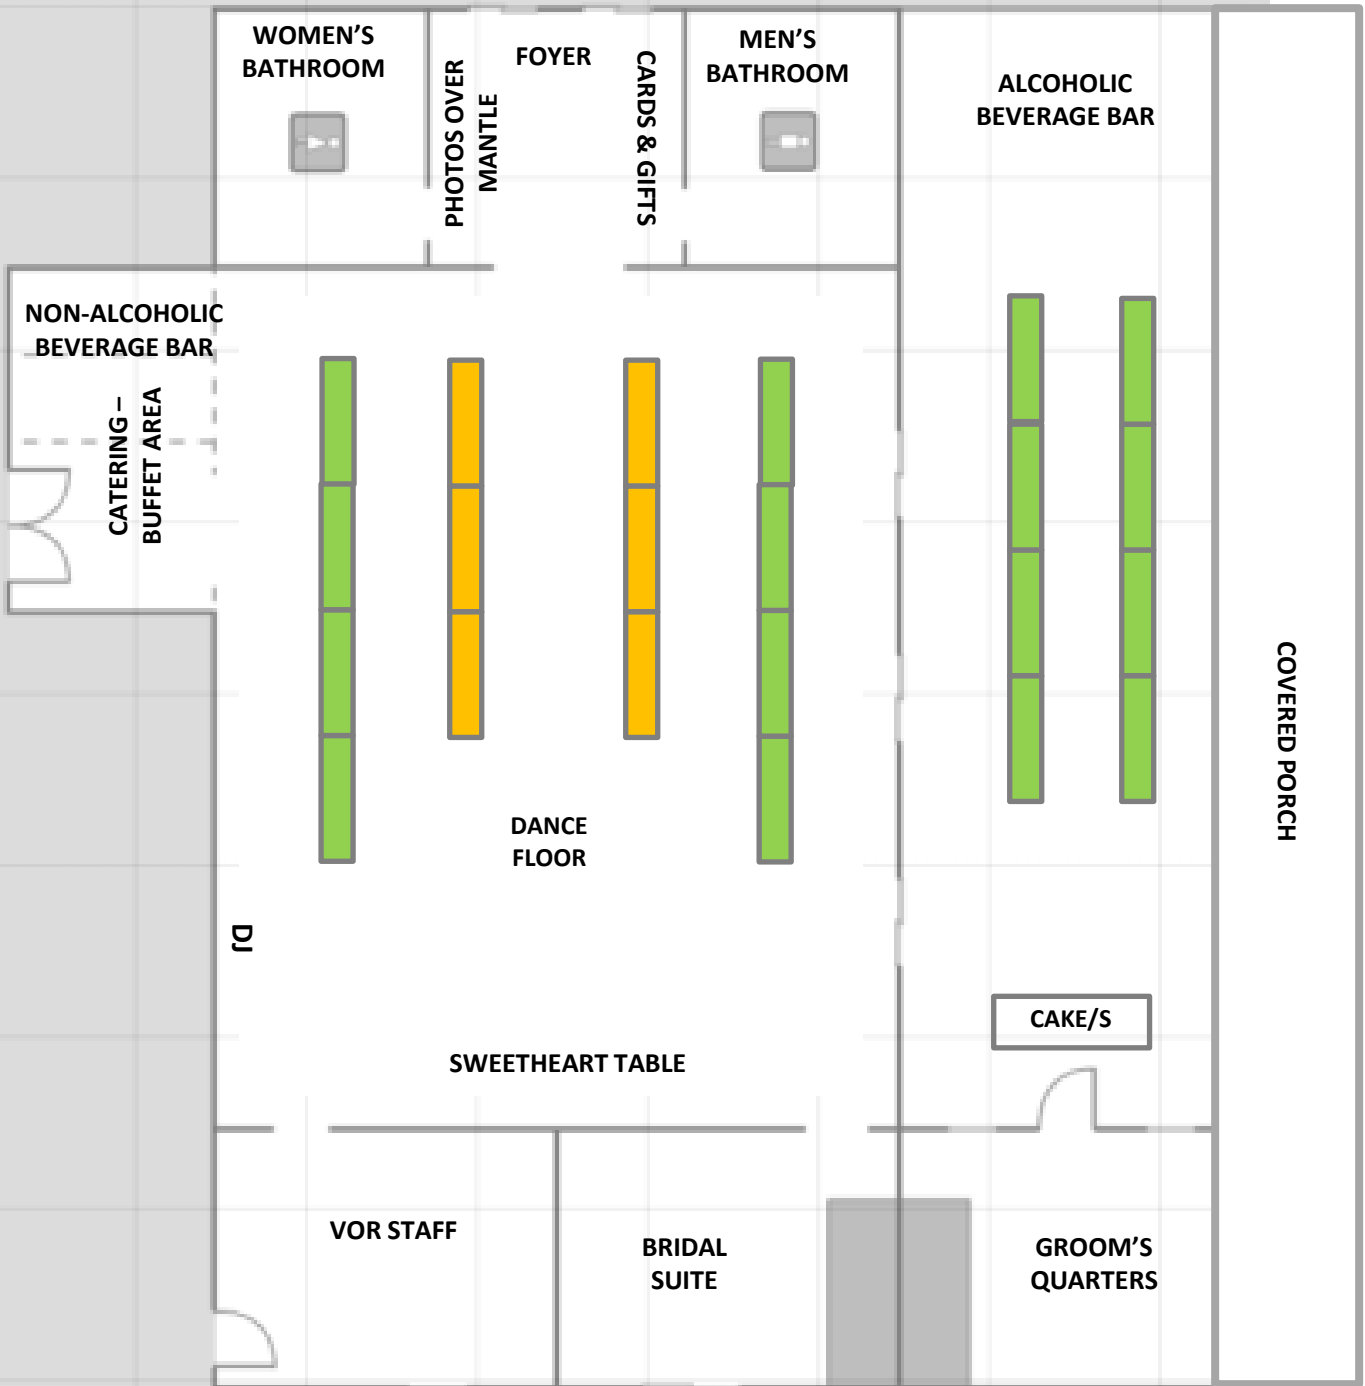 WOMEN’S
BATHROOM
PHOTOS OVER
MANTLE
FOYER
CARDS & GIFTS
MEN’S
BATHROOM
ALCOHOLIC
BEVERAGE BAR
NON-ALCOHOLIC
BEVERAGE BAR
CATERING –
BUFFET AREA
COVERED PORCH
DANCE
FLOOR
DJ
CAKE/S
SWEETHEART TABLE
VOR STAFF
BRIDAL
SUITE
GROOM’S
QUARTERS